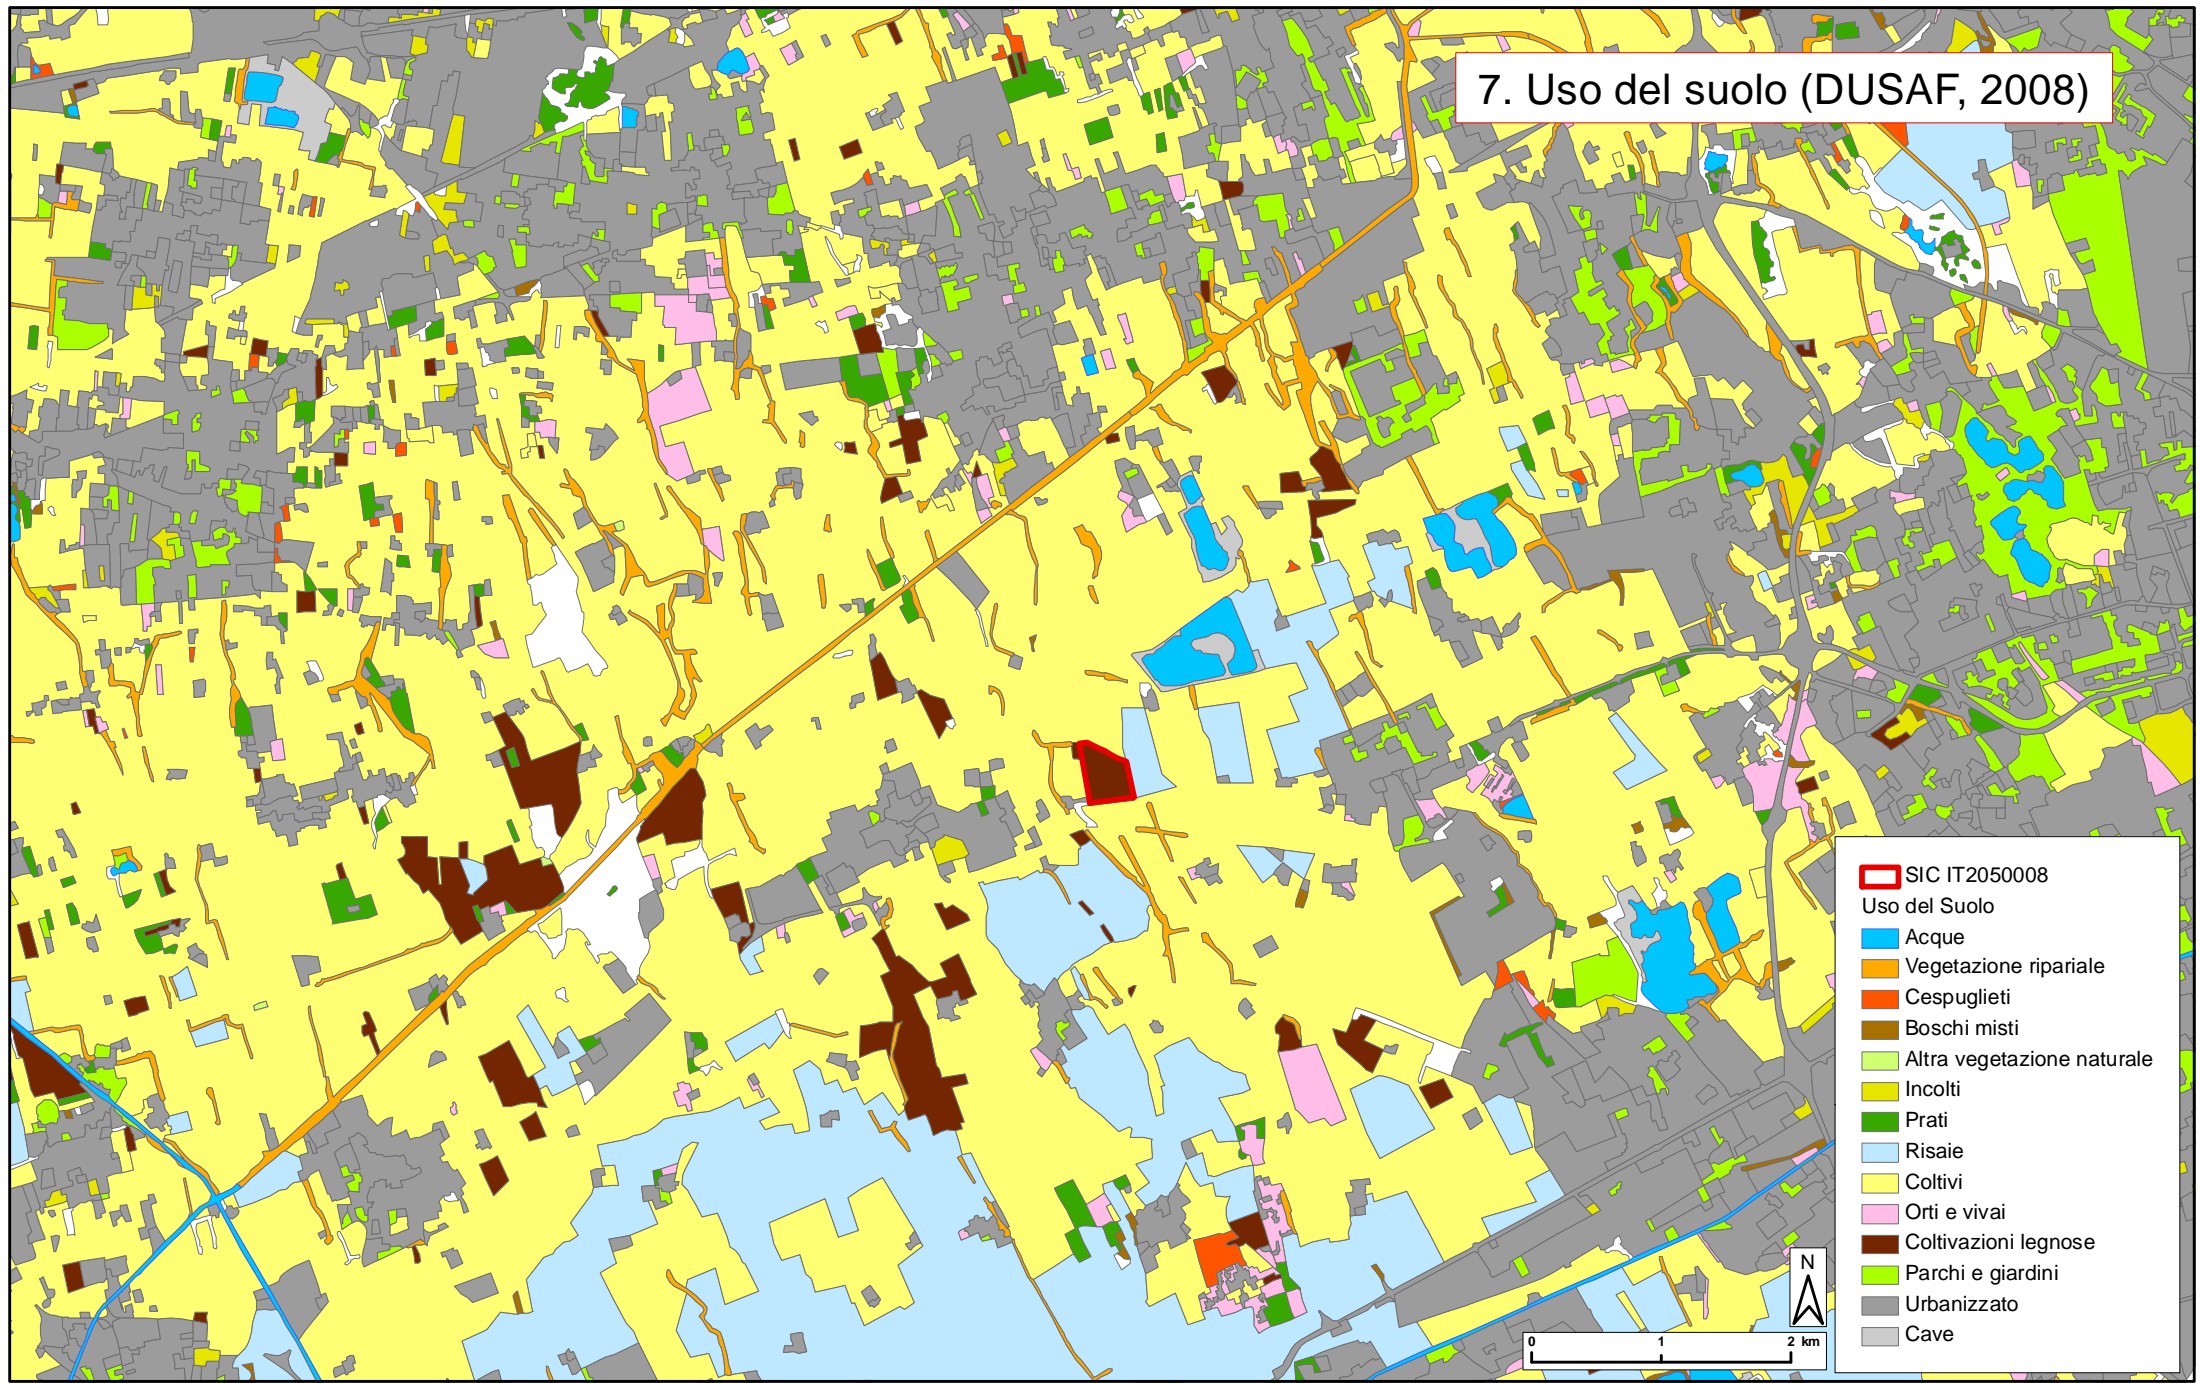 7. Uso del suolo (DUSAF, 2008)
SIC IT2050008
Uso del Suolo
Acque
Vegetazione ripariale
Cespuglieti
Boschi misti
Altra vegetazione naturale
Incolti
Prati
Risaie
Coltivi
Orti e vivai
Coltivazioni legnose
Parchi e giardini
Urbanizzato
Cave
N
0 1 2 km